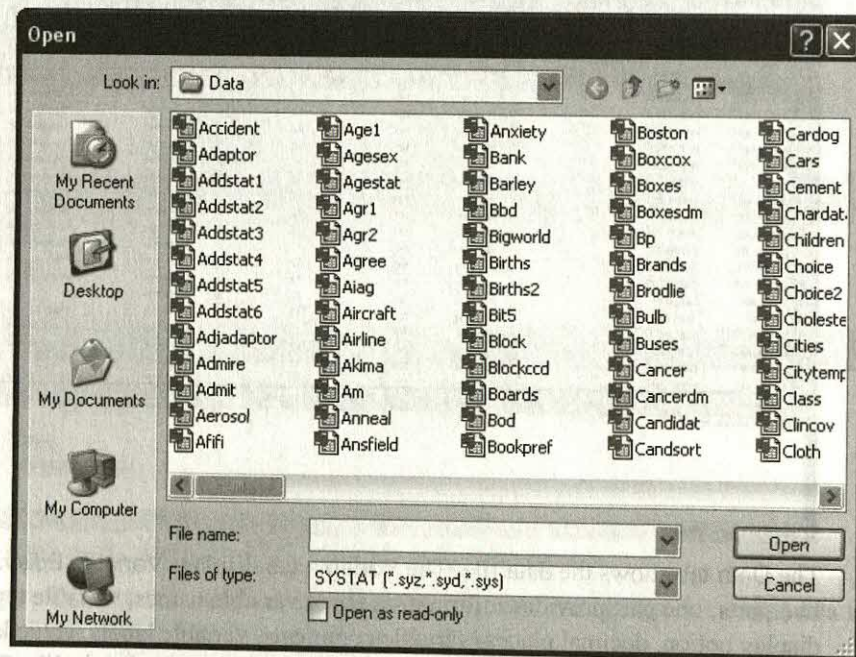 Open
Look in:
Data
My Recent
Documents
Desktop
My Documents
My Computer
My Network
Accident
Adaptor
Addstat1
Addstat2
Addstat3
Addstat4
Addstat5
Addstat6
Adjadaptor
Admire
Admit
Aerosol
Afifi
Age1
Agesex
Agestat
Agr1
Agr2
Agree
Aiag
Aircraft
Airline
Akima
Am
Anneal
Ansfield
Anxiety
Bank
Barley
Bbd
Bigworld
Births
Births2
Bit5
Block
Blockccd
Boards
Bod
Bookpref
Boston
Boxcox
Boxes
Boxesdm
Bp
Brands
Brodlie
Bulb
Buses
Cancer
Cancerdm
Candidat
Candsort
Cardog
Cars
Cement
Chardat
Children
Choice
Choice2
Choleste
Cities
Citytemp
Class
Clincov
Cloth
File name:
Open
Files of type:
SYSTAT (*.syz,*.syd,*.sys)
Cancel
Open as read-only